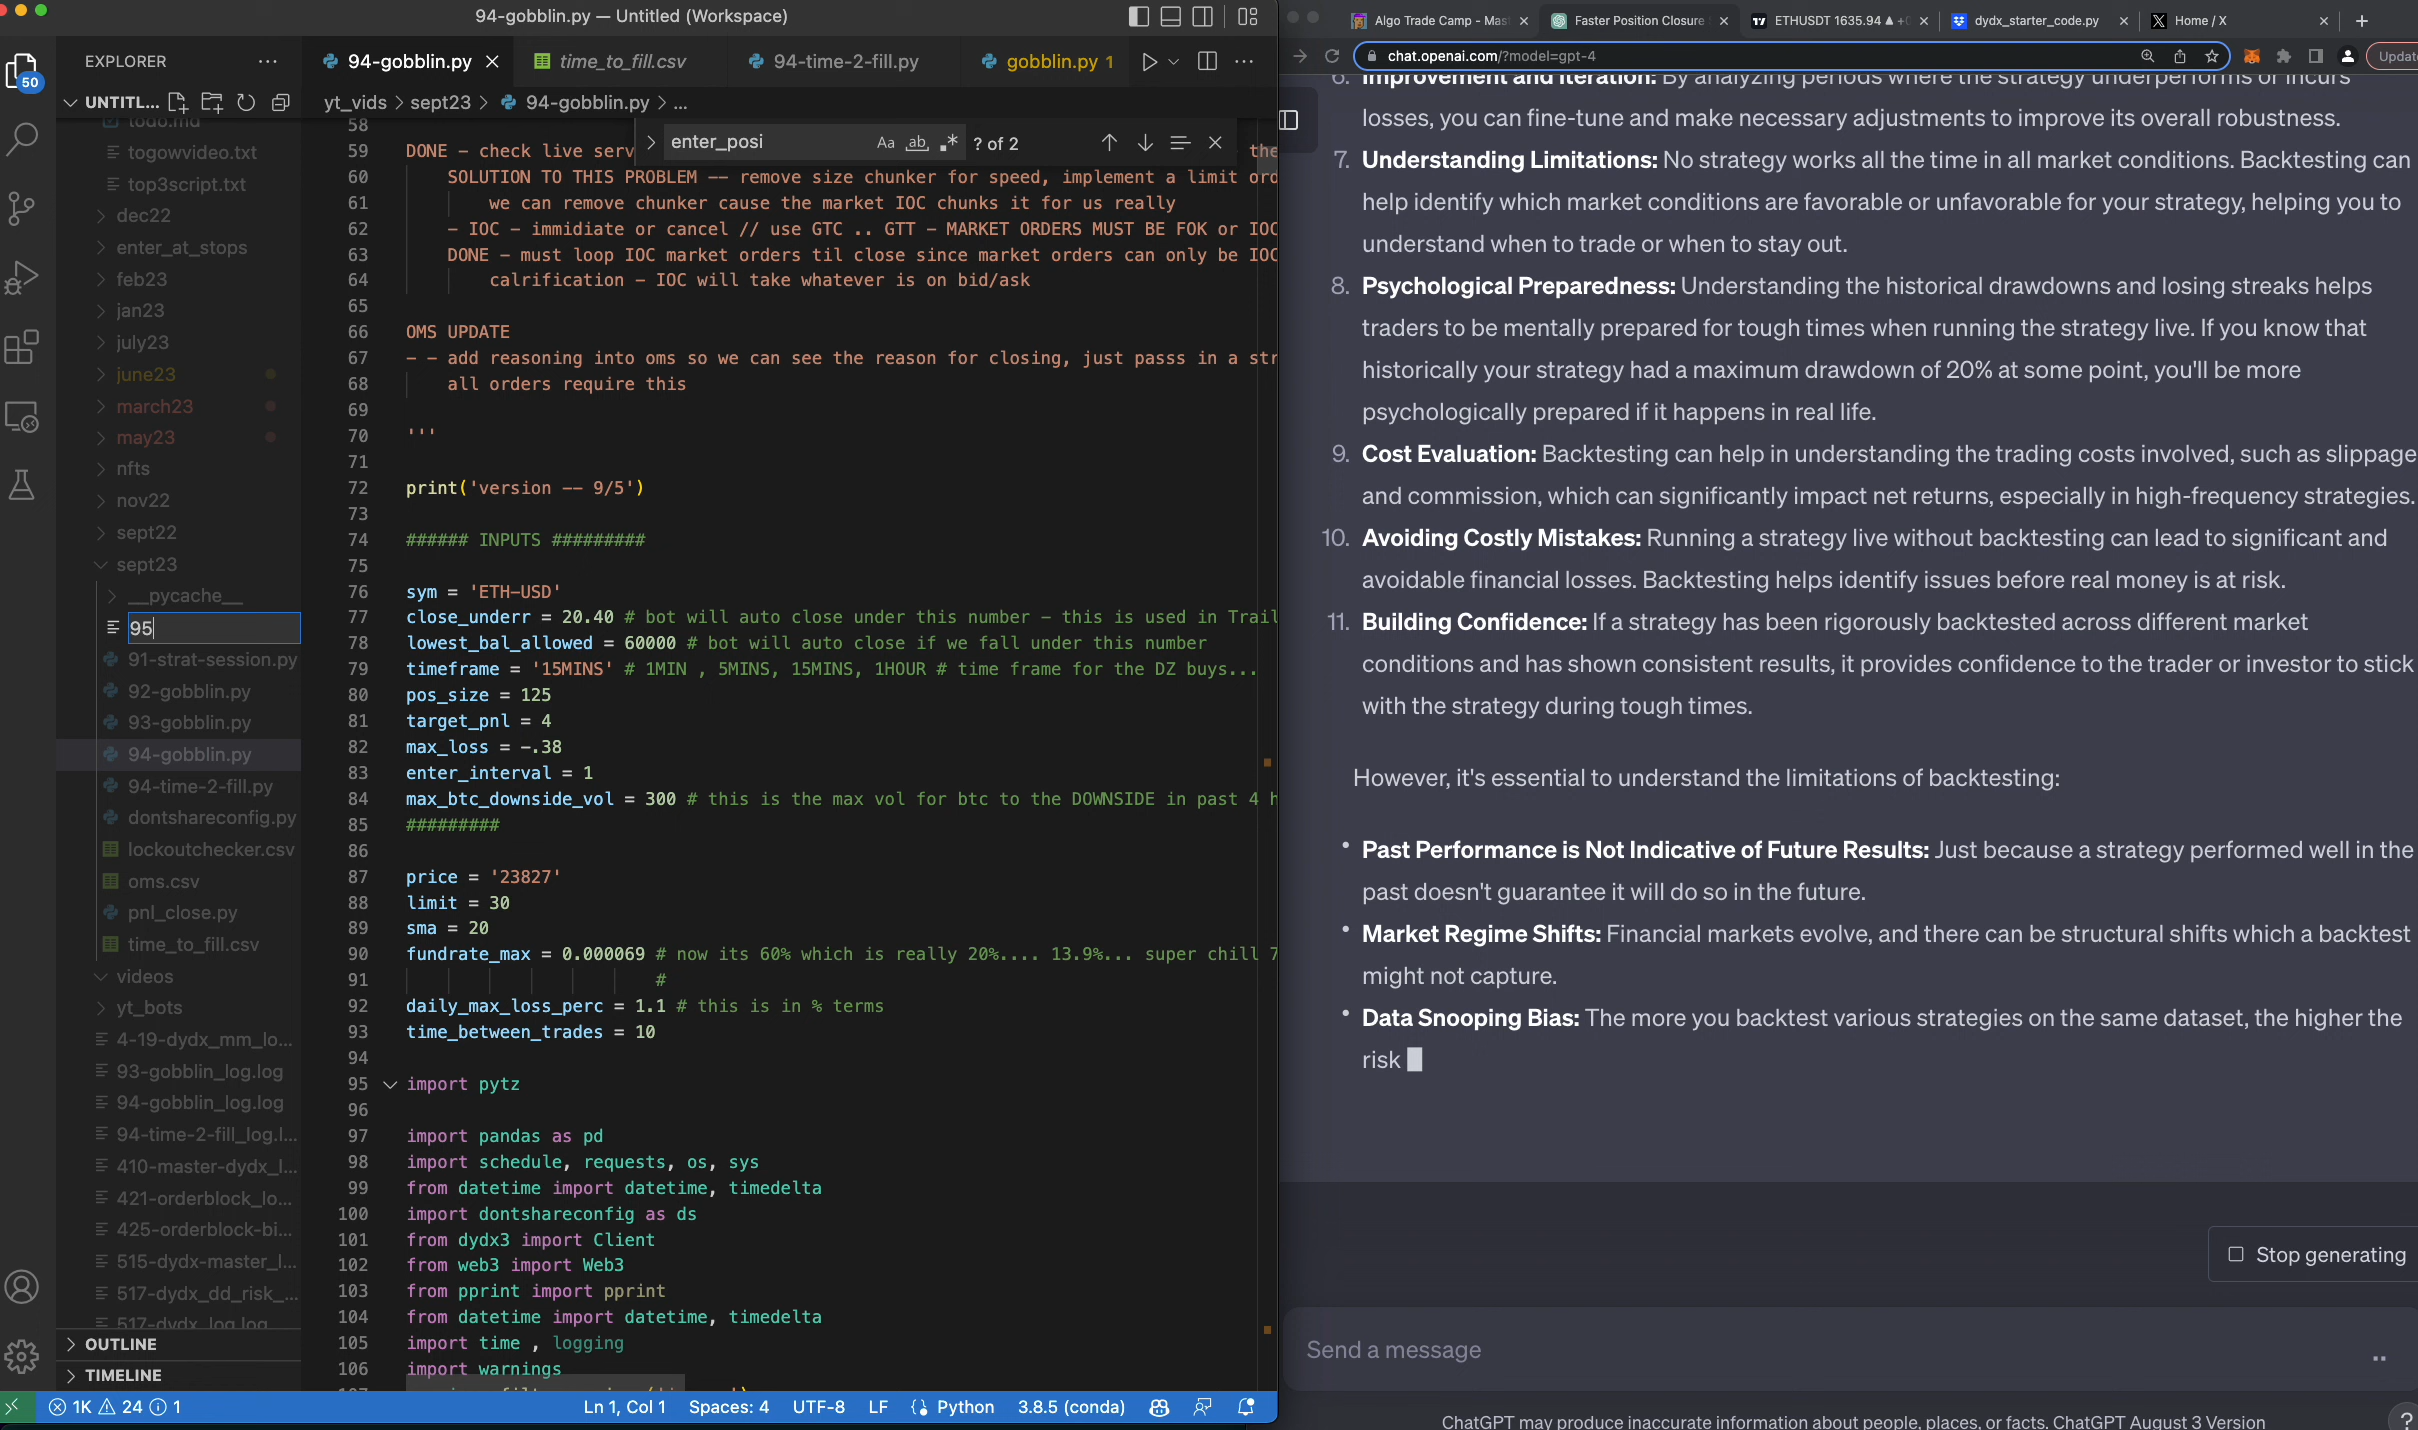 94-gobblin.py — Untitled (Workspace)
EXPLORER
94-gobblin.py
time_to_fill.csv
94-time-2-fill.py
gobblin.py 1
50
UNTITL...
yt_vids > sept23 > 94-gobblin.py > ...
enter_posi
Aa ab
? of 2
todo.md
togowvideo.txt
top3script.txt
dec22
enter_at_stops
feb23
jan23
july23
june23
march23
may23
nfts
nov22
sept22
sept23
__pycache__
95
91-strat-session.py
92-gobblin.py
93-gobblin.py
94-gobblin.py
94-time-2-fill.py
dontshareconfig.py
lockoutchecker.csv
oms.csv
pnl_close.py
time_to_fill.csv
videos
yt_bots
4-19-dydx_mm_lo...
93-gobblin_log.log
94-gobblin_log.log
94-time-2-fill_log.l...
410-master-dydx_l...
421-orderblock_lo...
425-orderblock-bi...
515-dydx-master_l...
517-dydx_dd_risk_...
517-dydx_log.log
OUTLINE
TIMELINE
58
59 DONE – check live serv the
60 SOLUTION TO THIS PROBLEM –– remove size chunker for speed, implement a limit ord
61 we can remove chunker cause the market IOC chunks it for us really
62 – IOC – immidiate or cancel // use GTC .. GTT – MARKET ORDERS MUST BE FOK or IOC
63 DONE – must loop IOC market orders til close since market orders can only be IOC
64 calrification – IOC will take whatever is on bid/ask
65
66 OMS UPDATE
67 – – add reasoning into oms so we can see the reason for closing, just passs in a str
68 all orders require this
69
70 '''
71
72 print('version –– 9/5')
73
74 ###### INPUTS #########
75
76 sym = 'ETH–USD'
77 close_underr = 20.40 # bot will auto close under this number – this is used in Trail
78 lowest_bal_allowed = 60000 # bot will auto close if we fall under this number
79 timeframe = '15MINS' # 1MIN , 5MINS, 15MINS, 1HOUR # time frame for the DZ buys...
80 pos_size = 125
81 target_pnl = 4
82 max_loss = –.38
83 enter_interval = 1
84 max_btc_downside_vol = 300 # this is the max vol for btc to the DOWNSIDE in past 4 h
85 #########
86
87 price = '23827'
88 limit = 30
89 sma = 20
90 fundrate_max = 0.000069 # now its 60% which is really 20%.... 13.9%... super chill 7
91 #
92 daily_max_loss_perc = 1.1 # this is in % terms
93 time_between_trades = 10
94
95 import pytz
96
97 import pandas as pd
98 import schedule, requests, os, sys
99 from datetime import datetime, timedelta
100 import dontshareconfig as ds
101 from dydx3 import Client
102 from web3 import Web3
103 from pprint import pprint
104 from datetime import datetime, timedelta
105 import time , logging
106 import warnings
1K 24 1
Ln 1, Col 1 Spaces: 4 UTF-8 LF Python 3.8.5 (conda)
Algo Trade Camp - Mas
Faster Position Closure
ETHUSDT 1635.94
dydx_starter_code.py
Home / X
chat.openai.com/?model=gpt-4
Update
6. Improvement and Iteration: By analyzing periods where the strategy underperforms or incurs
losses, you can fine-tune and make necessary adjustments to improve its overall robustness.
7. Understanding Limitations: No strategy works all the time in all market conditions. Backtesting can
help identify which market conditions are favorable or unfavorable for your strategy, helping you to
understand when to trade or when to stay out.
8. Psychological Preparedness: Understanding the historical drawdowns and losing streaks helps
traders to be mentally prepared for tough times when running the strategy live. If you know that
historically your strategy had a maximum drawdown of 20% at some point, you'll be more
psychologically prepared if it happens in real life.
9. Cost Evaluation: Backtesting can help in understanding the trading costs involved, such as slippage
and commission, which can significantly impact net returns, especially in high-frequency strategies.
10. Avoiding Costly Mistakes: Running a strategy live without backtesting can lead to significant and
avoidable financial losses. Backtesting helps identify issues before real money is at risk.
11. Building Confidence: If a strategy has been rigorously backtested across different market
conditions and has shown consistent results, it provides confidence to the trader or investor to stick
with the strategy during tough times.
However, it's essential to understand the limitations of backtesting:
• Past Performance is Not Indicative of Future Results: Just because a strategy performed well in the
past doesn't guarantee it will do so in the future.
• Market Regime Shifts: Financial markets evolve, and there can be structural shifts which a backtest
might not capture.
• Data Snooping Bias: The more you backtest various strategies on the same dataset, the higher the
risk
Stop generating
Send a message
ChatGPT may produce inaccurate information about people, places, or facts. ChatGPT August 3 Version
?